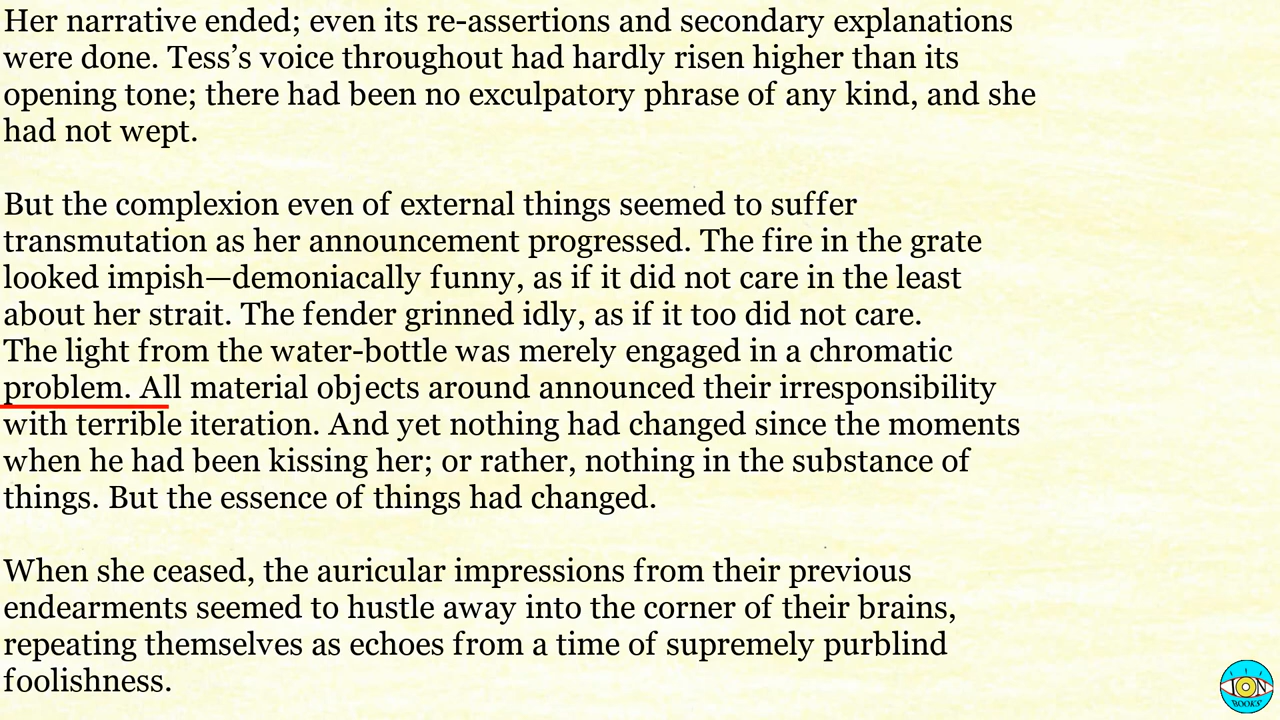 Her narrative ended; even its re-assertions and secondary explanations
were done. Tess’s voice throughout had hardly risen higher than its
opening tone; there had been no exculpatory phrase of any kind, and she
had not wept.
But the complexion even of external things seemed to suffer
transmutation as her announcement progressed. The fire in the grate
looked impish—demoniacally funny, as if it did not care in the least
about her strait. The fender grinned idly, as if it too did not care.
The light from the water-bottle was merely engaged in a chromatic
problem. All material objects around announced their irresponsibility
with terrible iteration. And yet nothing had changed since the moments
when he had been kissing her; or rather, nothing in the substance of
things. But the essence of things had changed.
When she ceased, the auricular impressions from their previous
endearments seemed to hustle away into the corner of their brains,
repeating themselves as echoes from a time of supremely purblind
foolishness.
ION
BOOKS